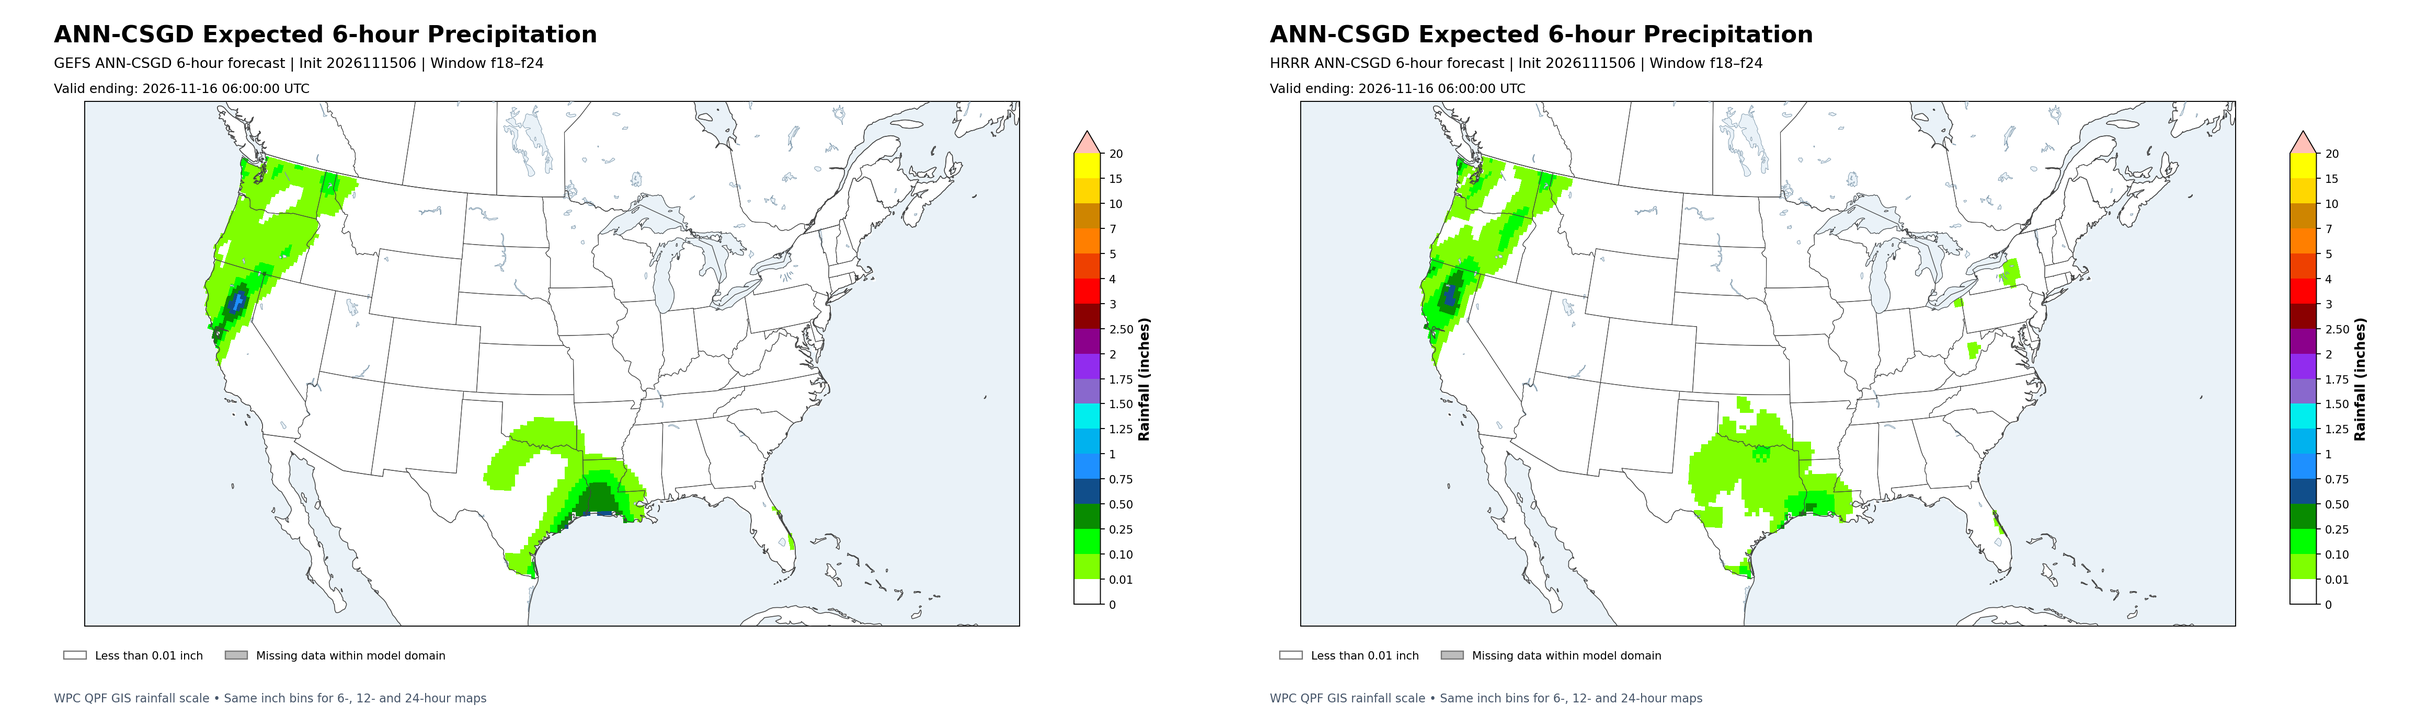 ANN-CSGD Expected 6-hour Precipitation
GEFS ANN-CSGD 6-hour forecast | Init 2026111506 | Window f18–f24
Valid ending: 2026-11-16 06:00:00 UTC
20
15
10
7
5
4
3
2.50
2
1.75
1.50
1.25
1
0.75
0.50
0.25
0.10
0.01
0
Rainfall (inches)
Less than 0.01 inch
Missing data within model domain
WPC QPF GIS rainfall scale • Same inch bins for 6-, 12- and 24-hour maps
ANN-CSGD Expected 6-hour Precipitation
HRRR ANN-CSGD 6-hour forecast | Init 2026111506 | Window f18–f24
Valid ending: 2026-11-16 06:00:00 UTC
20
15
10
7
5
4
3
2.50
2
1.75
1.50
1.25
1
0.75
0.50
0.25
0.10
0.01
0
Rainfall (inches)
Less than 0.01 inch
Missing data within model domain
WPC QPF GIS rainfall scale • Same inch bins for 6-, 12- and 24-hour maps